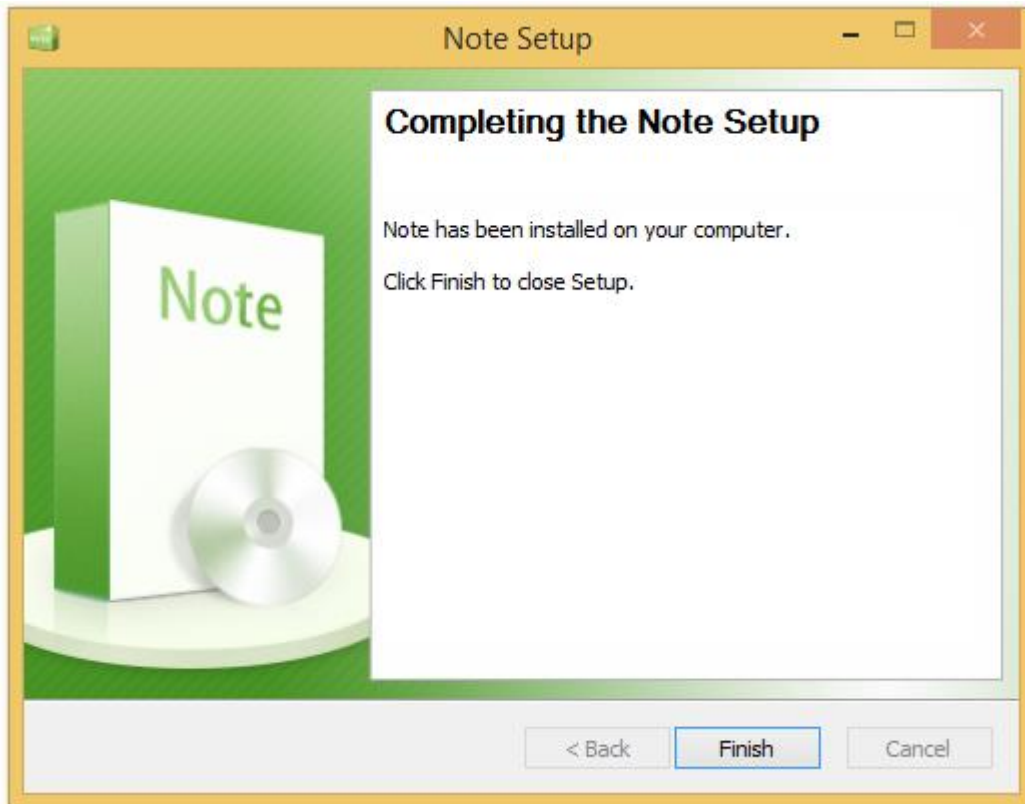 Note Setup
Completing the Note Setup
Note has been installed on your computer.
Click Finish to close Setup.
Note
< Back
Finish
Cancel